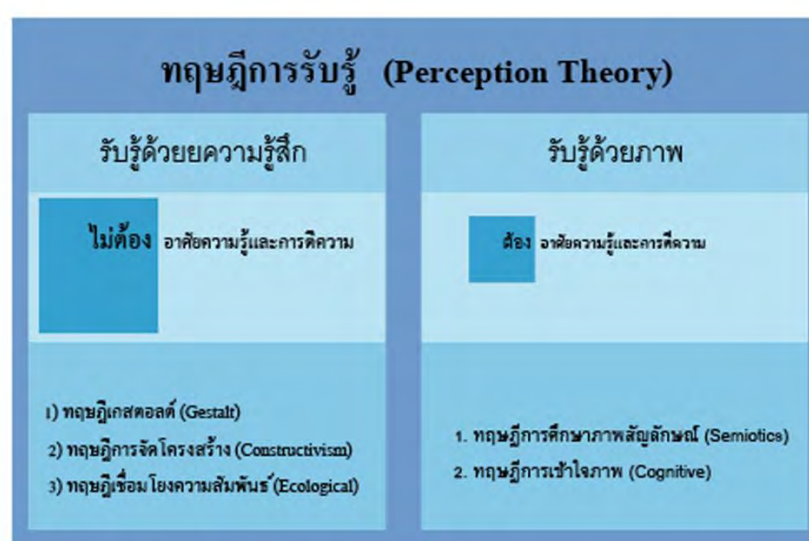 ทฤษฎีการรับรู้ (Perception Theory)
รับรู้ด้วยยความรู้สึก
ไม่ต้อง อาศัยความรู้และการตีความ
1) ทฤษฎีเกสตอลต์ (Gestalt)
2) ทฤษฎีการจัดโครงสร้าง (Constructivism)
3) ทฤษฎีเชื่อมโยงความสัมพันธ์ (Ecological)
รับรู้ด้วยภาพ
ต้อง อาศัยความรู้และการตีความ
1. ทฤษฎีการศึกษาภาพสัญลักษณ์ (Semiotics)
2. ทฤษฎีการเข้าใจภาพ (Cognitive)